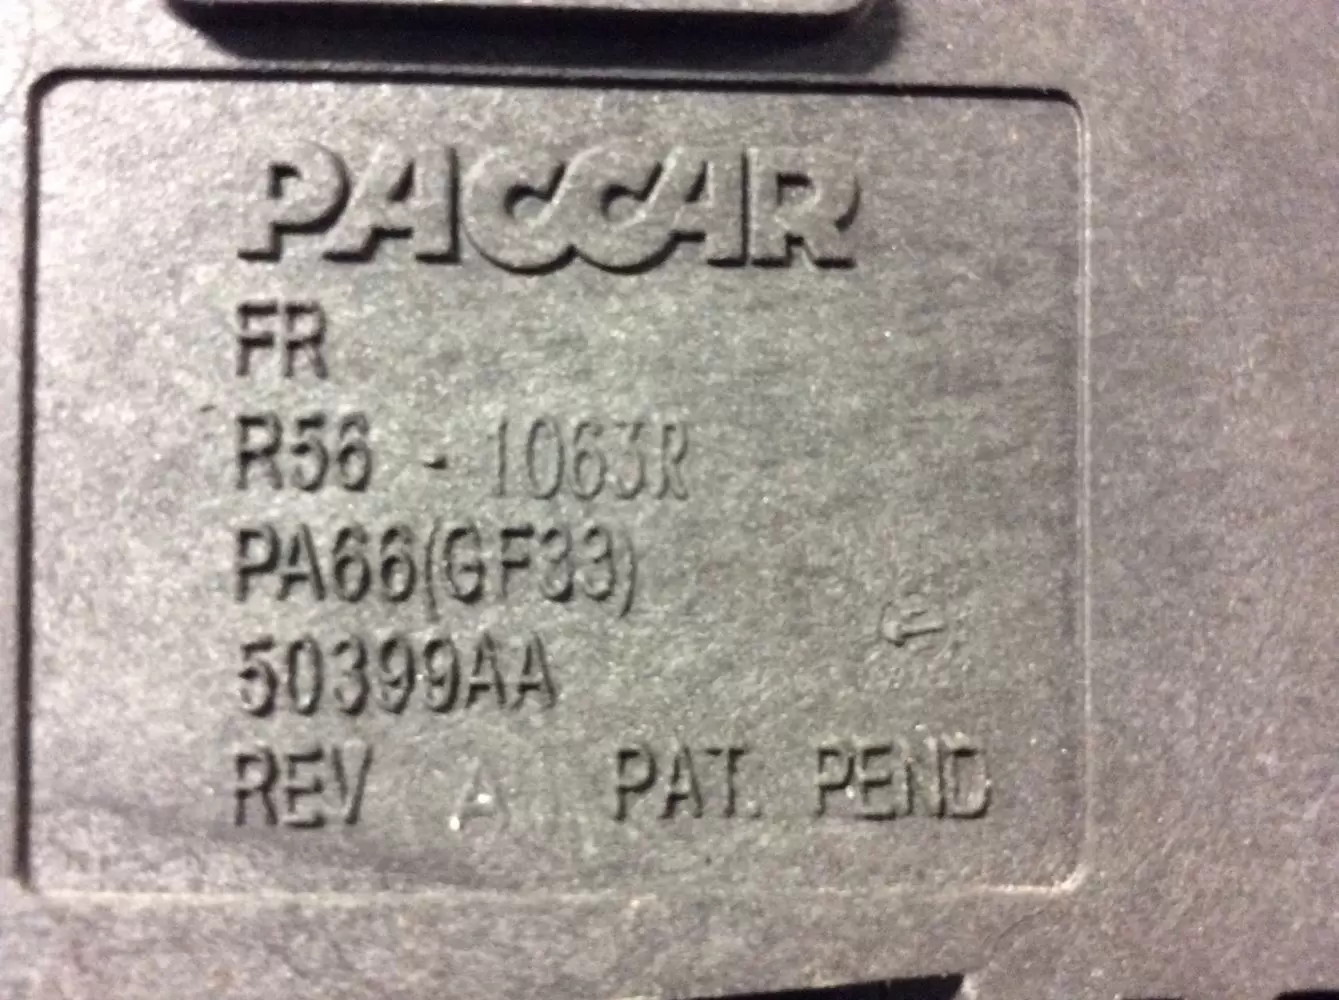 PACCAR
FR
R56 - 1063R
PA66(GF33)
50399AA
REV A PAT. PEND